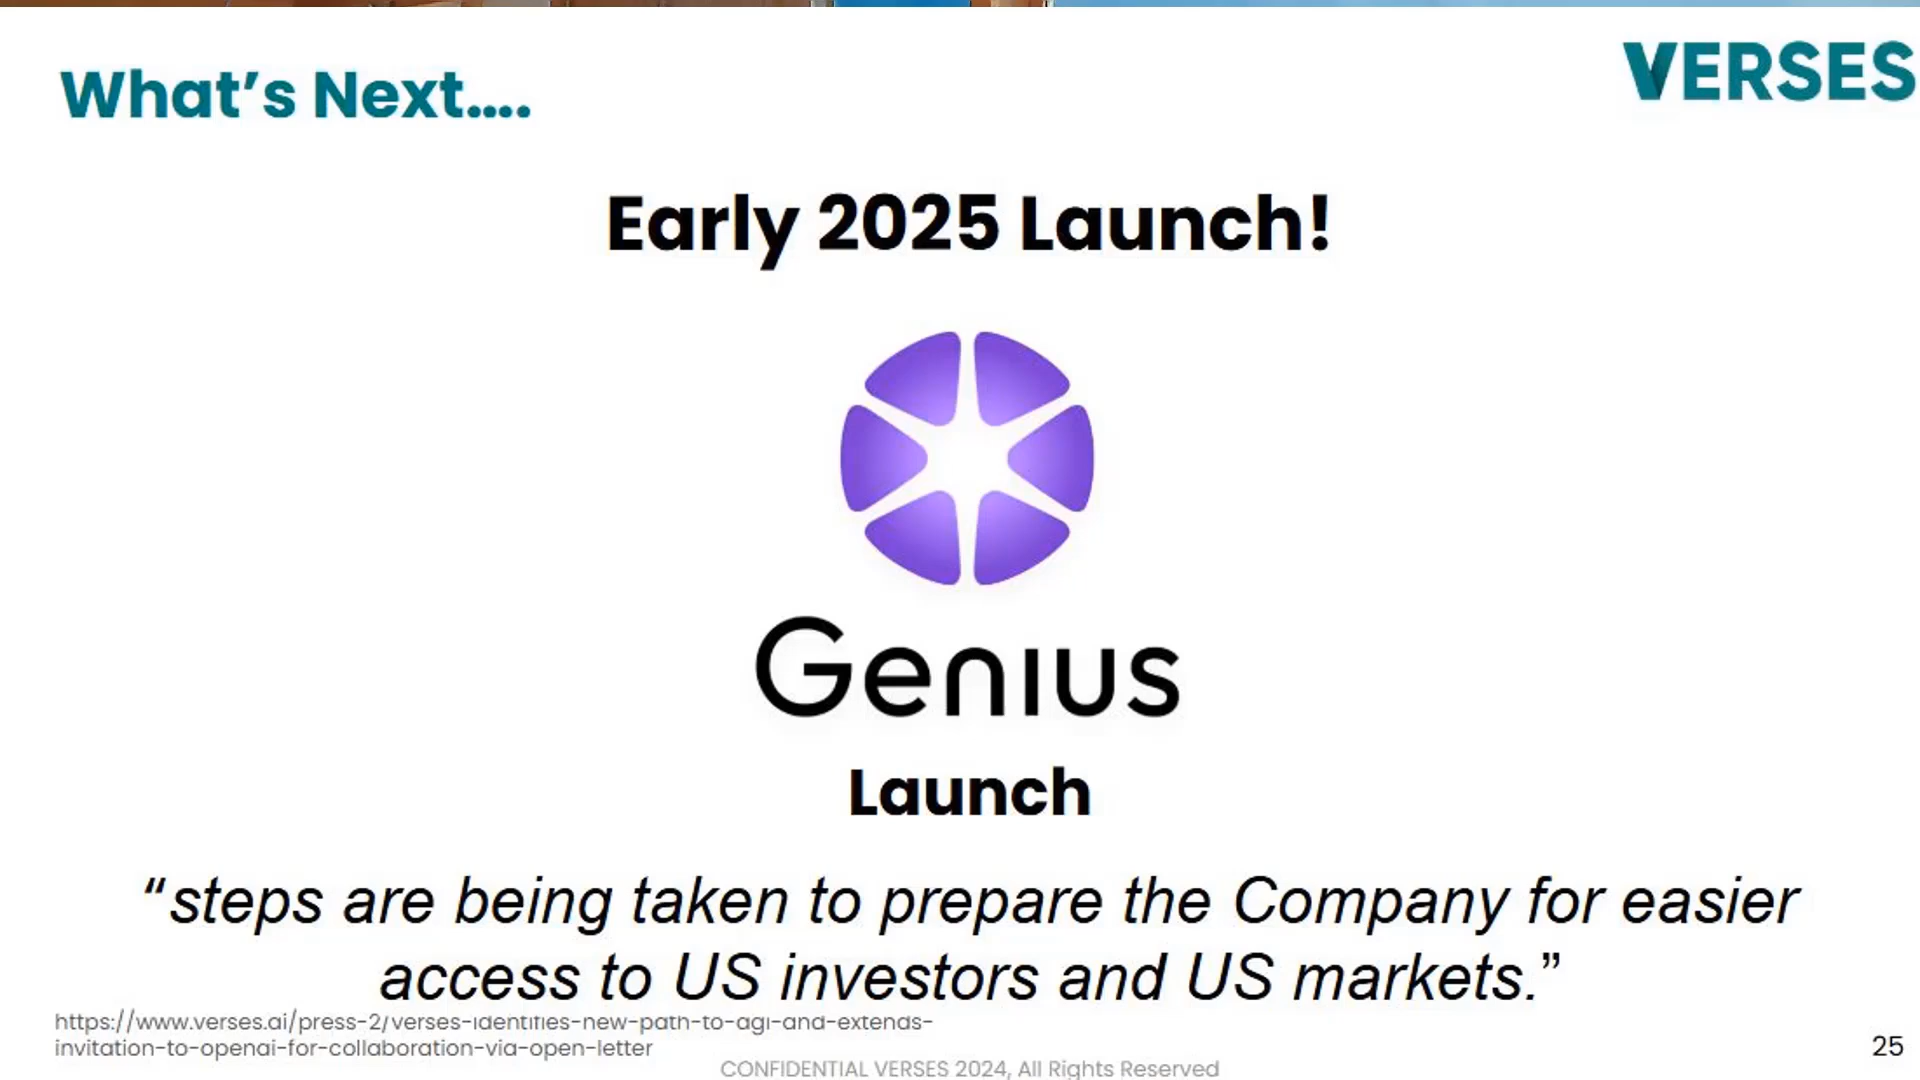 What's Next....
VERSES
Early 2025 Launch!
Genius
Launch
“steps are being taken to prepare the Company for easier
access to US investors and US markets.”
https://www.verses.ai/press-2/verses-identifies-new-path-to-agi-and-extends-
invitation-to-openai-for-collaboration-via-open-letter
25
CONFIDENTIAL VERSES 2024, All Rights Reserved